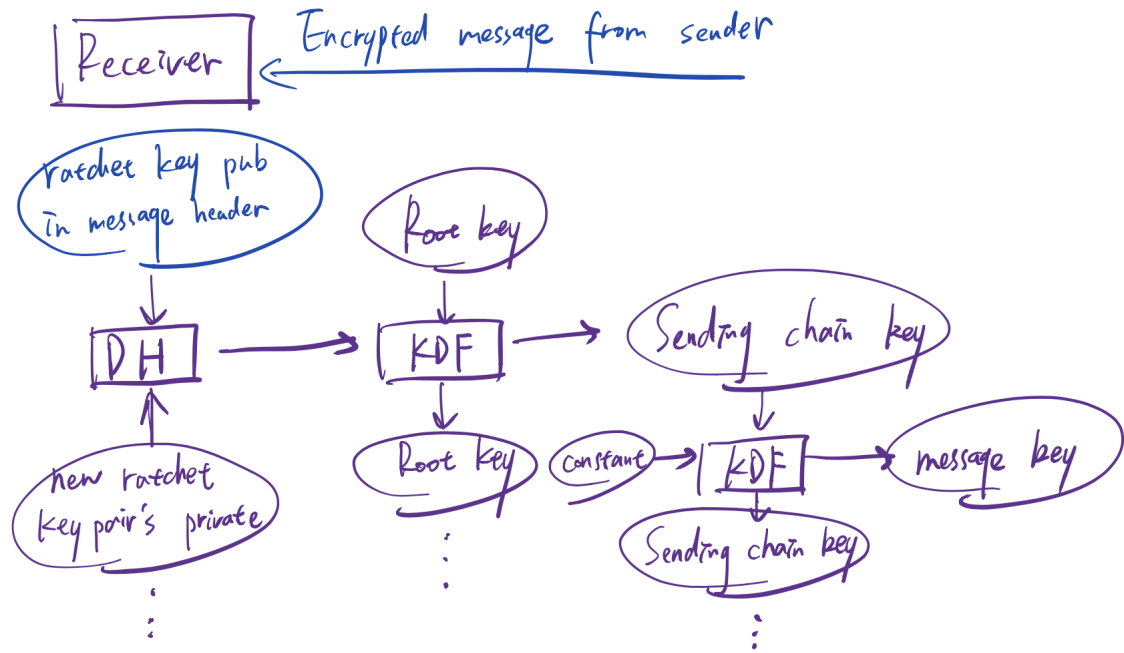 Receiver
Encrypted message from sender
ratchet key pub
in message header
Root key
DH
KDF
Sending chain key
new ratchet
key pair's private
Root key
constant
KDF
message key
Sending chain key